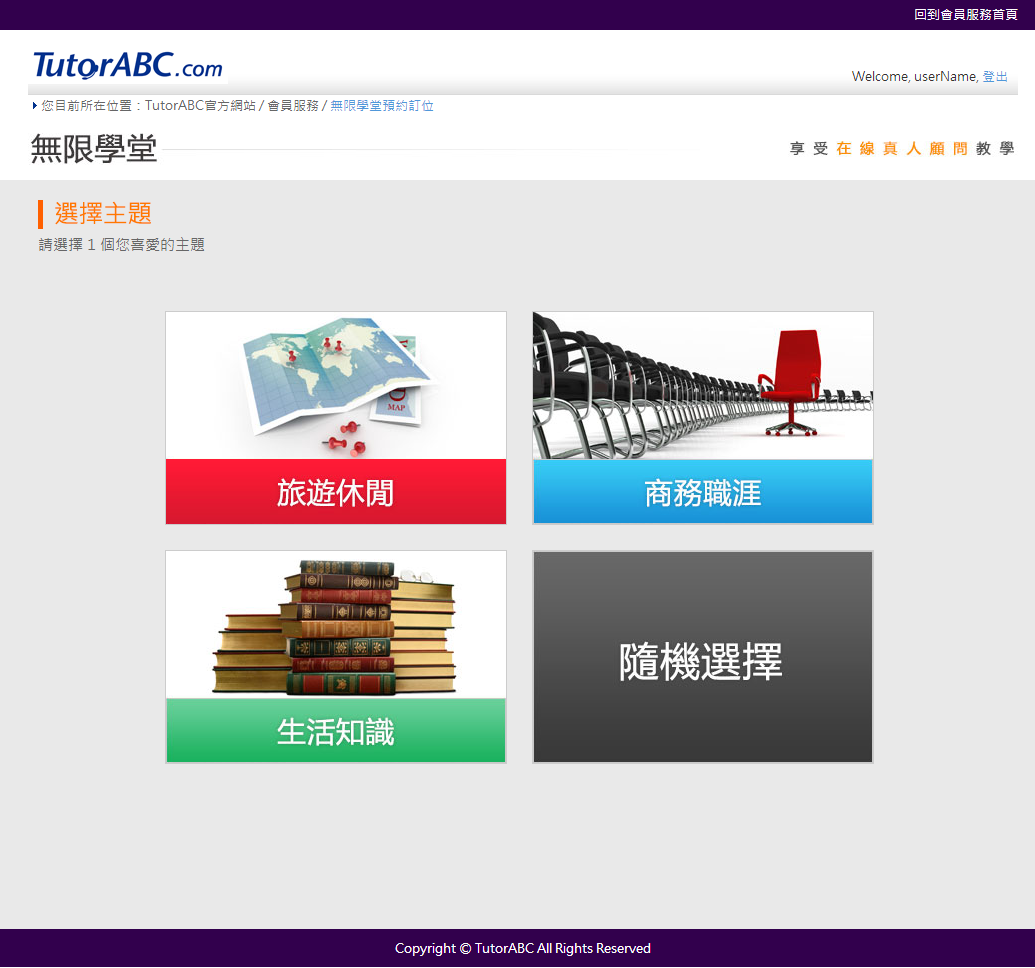 回到會員服務首頁
TutorABC.com
Welcome, userName, 登出
您目前所在位置：TutorABC官方網站 / 會員服務 / 無限學堂預約訂位
無限學堂
享受在線真人顧問教學
選擇主題
請選擇 1 個您喜愛的主題
MAP
旅遊休閒
商務職涯
生活知識
隨機選擇
Copyright © TutorABC All Rights Reserved